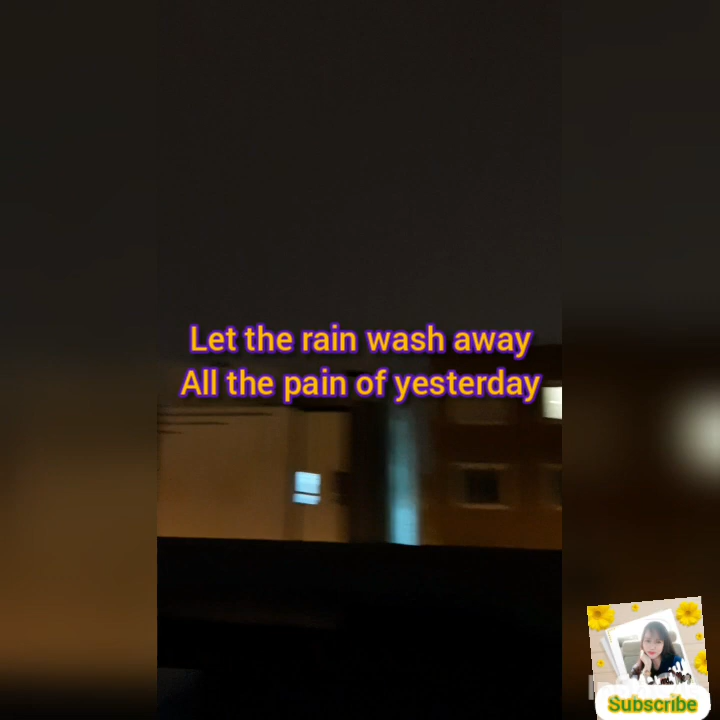 Let the rain wash away
All the pain of yesterday
Subscribe